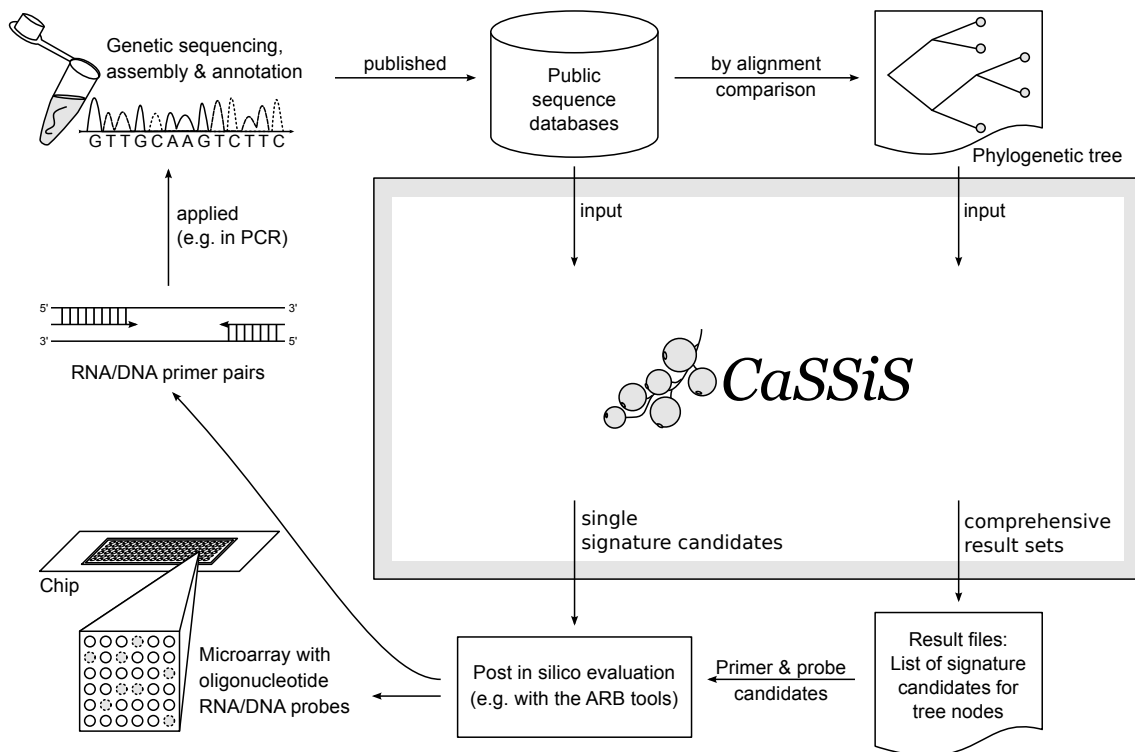 Genetic sequencing,
assembly & annotation
G T T G C A A G T C T T C
published
Public
sequence
databases
by alignment
comparison
Phylogenetic tree
input
input
applied
(e.g. in PCR)
5'
3'
3'
5'
RNA/DNA primer pairs
CaSSiS
single
signature candidates
comprehensive
result sets
Chip
Microarray with
oligonucleotide
RNA/DNA probes
Post in silico evaluation
(e.g. with the ARB tools)
Primer & probe
candidates
Result files:
List of signature
candidates for
tree nodes